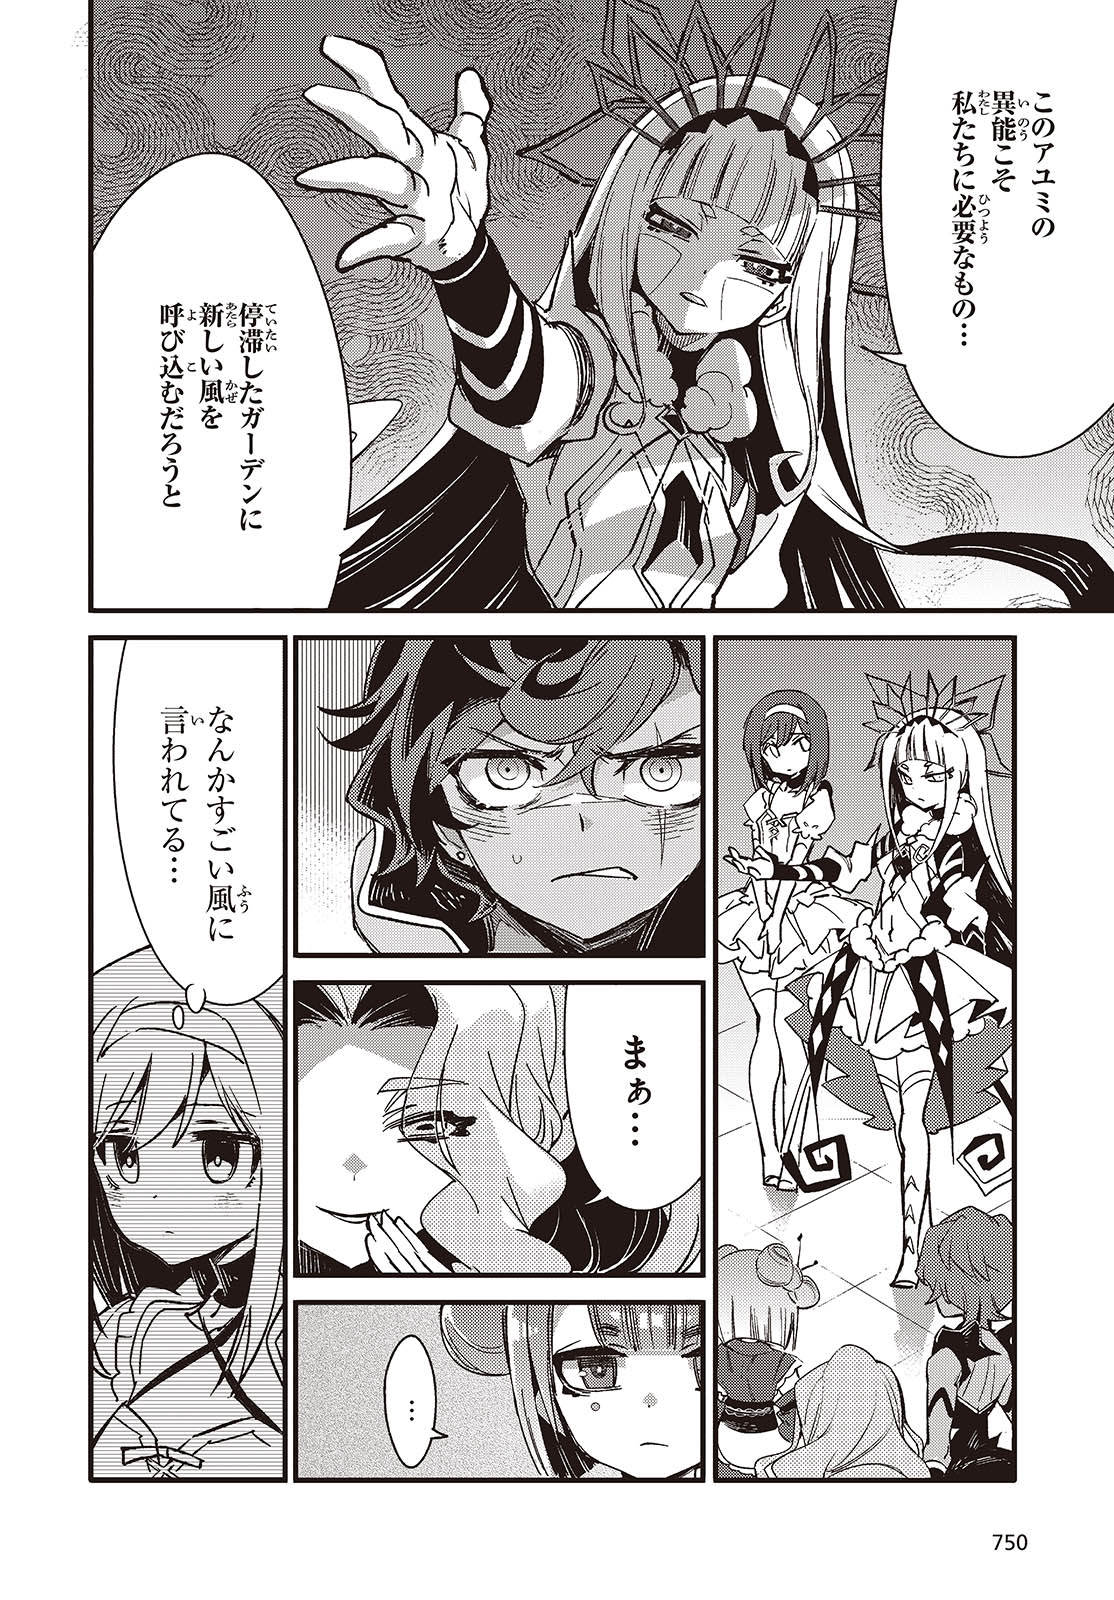 このアユミの
異能こそ
私たちに必要なもの…
停滞したガーデンに
新しい風を
呼び込むだろうと
まぁ…
…
なんかすごい風に
言われてる…
750